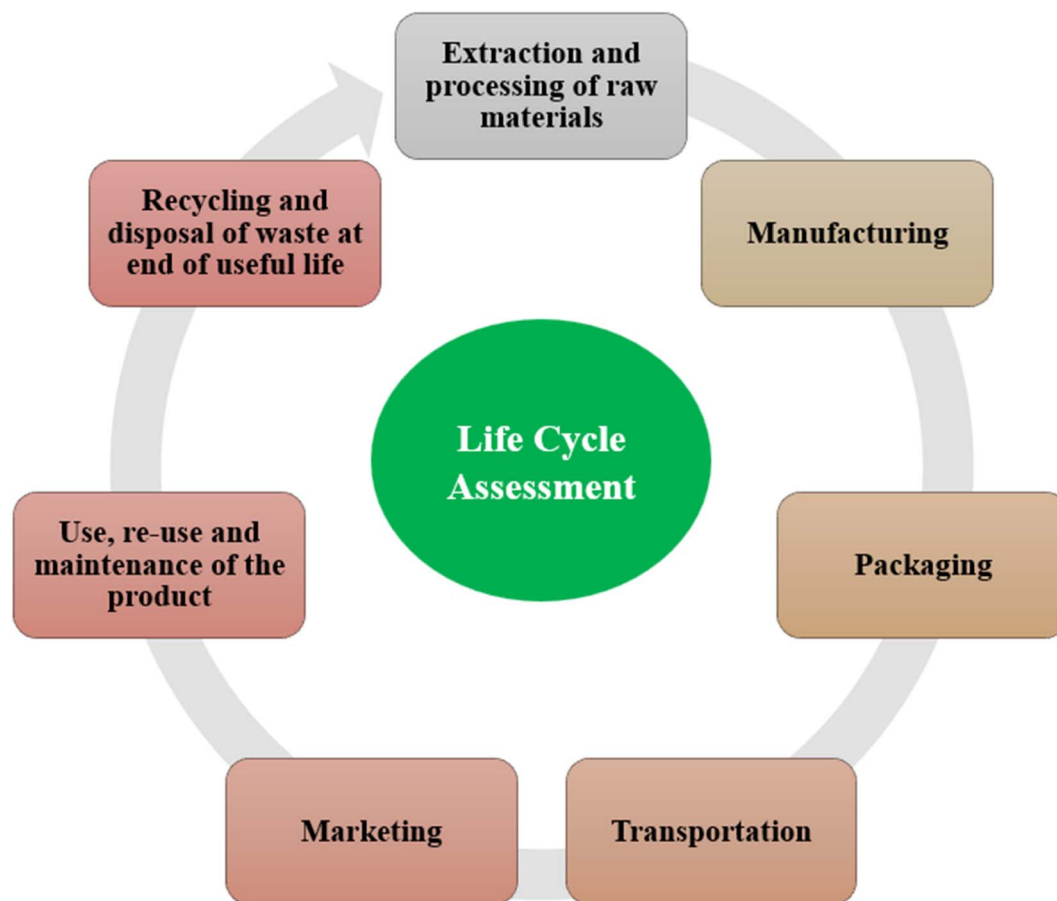 Extraction and
processing of raw
materials
Manufacturing
Packaging
Transportation
Marketing
Use, re-use and
maintenance of the
product
Recycling and
disposal of waste at
end of useful life
Life Cycle
Assessment